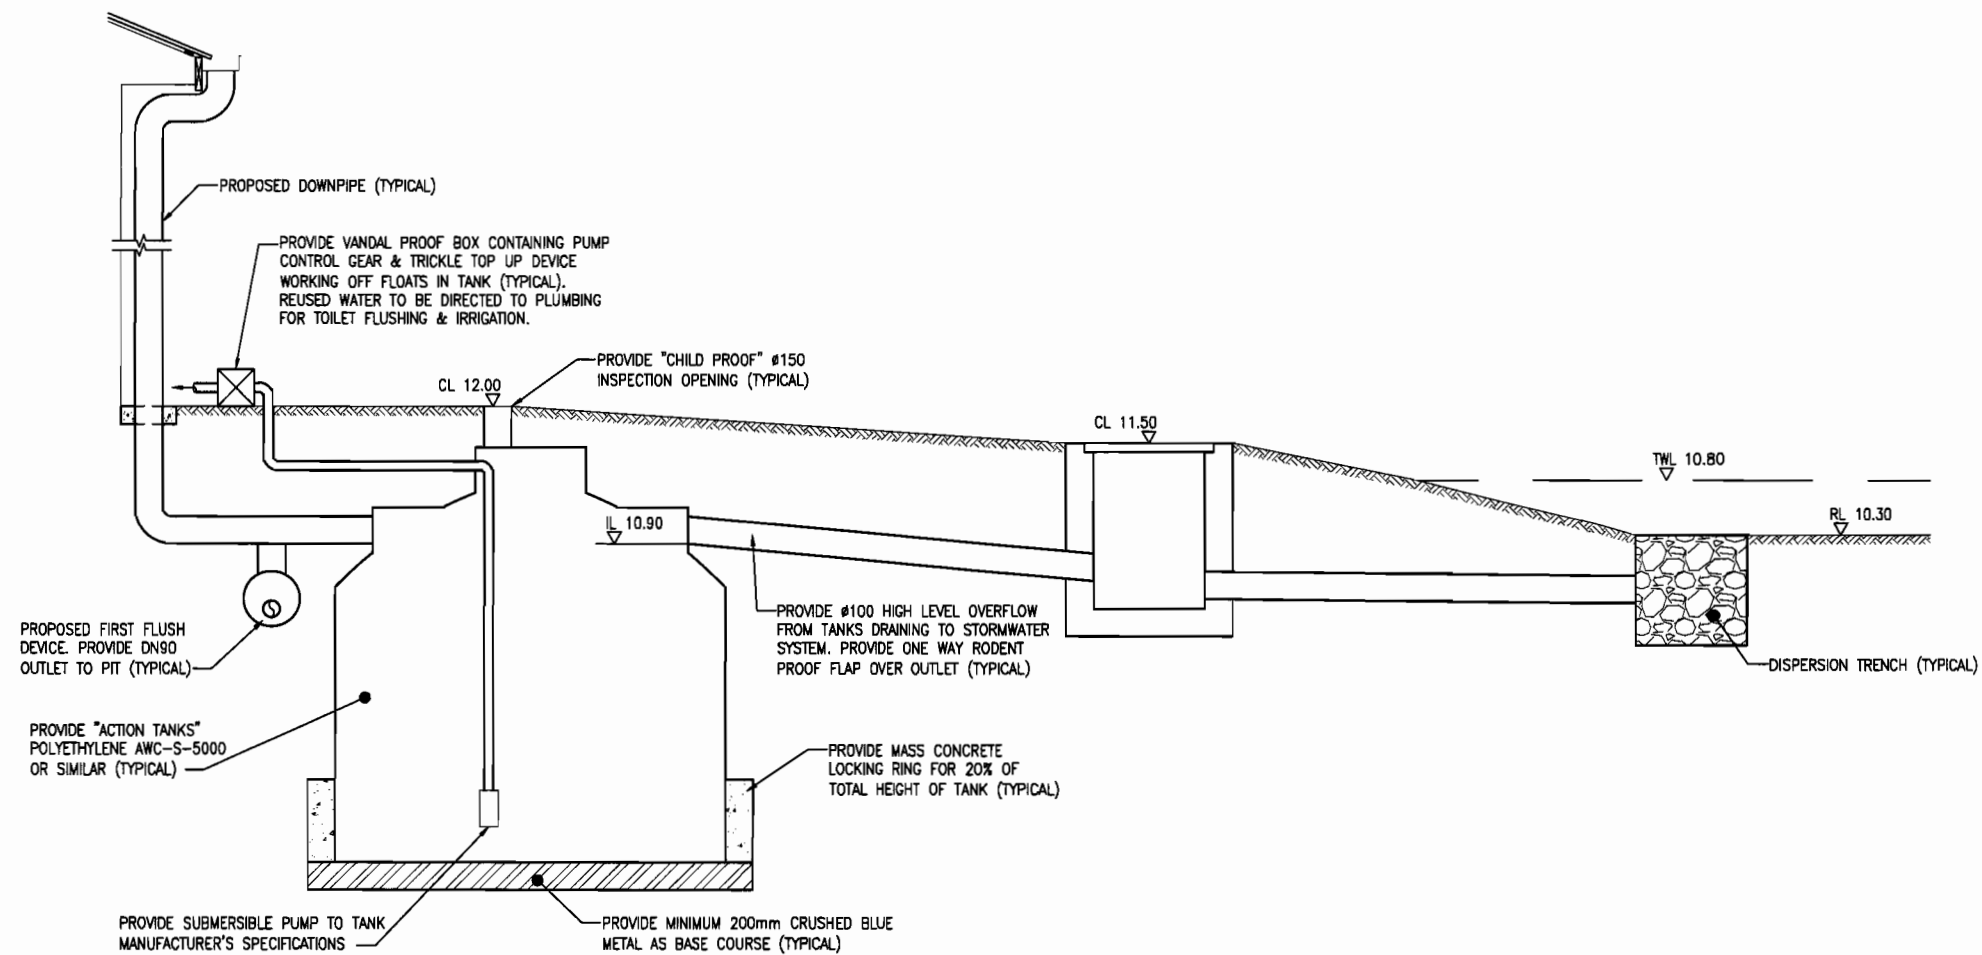 PROPOSED DOWNPIPE (TYPICAL)
PROVIDE VANDAL PROOF BOX CONTAINING PUMP
CONTROL GEAR & TRICKLE TOP UP DEVICE
WORKING OFF FLOATS IN TANK (TYPICAL).
REUSED WATER TO BE DIRECTED TO PLUMBING
FOR TOILET FLUSHING & IRRIGATION.
PROVIDE "CHILD PROOF" ø150
INSPECTION OPENING (TYPICAL)
CL 12.00
CL 11.50
TWL 10.80
RL 10.30
IL 10.90
PROVIDE ø100 HIGH LEVEL OVERFLOW
FROM TANKS DRAINING TO STORMWATER
SYSTEM. PROVIDE ONE WAY RODENT
PROOF FLAP OVER OUTLET (TYPICAL)
PROPOSED FIRST FLUSH
DEVICE. PROVIDE DN90
OUTLET TO PIT (TYPICAL)
DISPERSION TRENCH (TYPICAL)
PROVIDE "ACTION TANKS"
POLYETHYLENE AWC-S-5000
OR SIMILAR (TYPICAL)
PROVIDE MASS CONCRETE
LOCKING RING FOR 20% OF
TOTAL HEIGHT OF TANK (TYPICAL)
PROVIDE SUBMERSIBLE PUMP TO TANK
MANUFACTURER'S SPECIFICATIONS
PROVIDE MINIMUM 200mm CRUSHED BLUE
METAL AS BASE COURSE (TYPICAL)